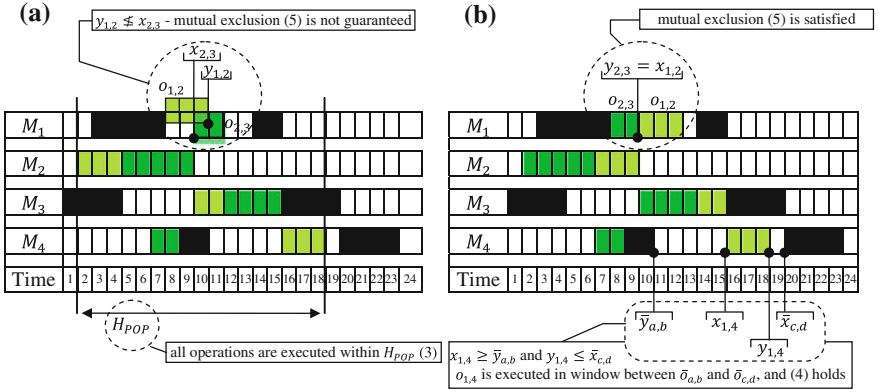 (a)
y1,2 ≰ x2,3 - mutual exclusion (5) is not guaranteed
x2,3
y1,2
o1,2
o2,3
M1
M2
M3
M4
Time 1 2 3 4 5 6 7 8 9 10 11 12 13 14 15 16 17 18 19 20 21 22 23 24
HPOP
all operations are executed within HPOP (3)
(b)
mutual exclusion (5) is satisfied
y2,3 = x1,2
o2,3 o1,2
M1
M2
M3
M4
Time 1 2 3 4 5 6 7 8 9 10 11 12 13 14 15 16 17 18 19 20 21 22 23 24
ȳa,b x1,4 x̄c,d
y1,4
x1,4 ≥ ȳa,b and y1,4 ≤ x̄c,d
o1,4 is executed in window between ōa,b and ōc,d, and (4) holds